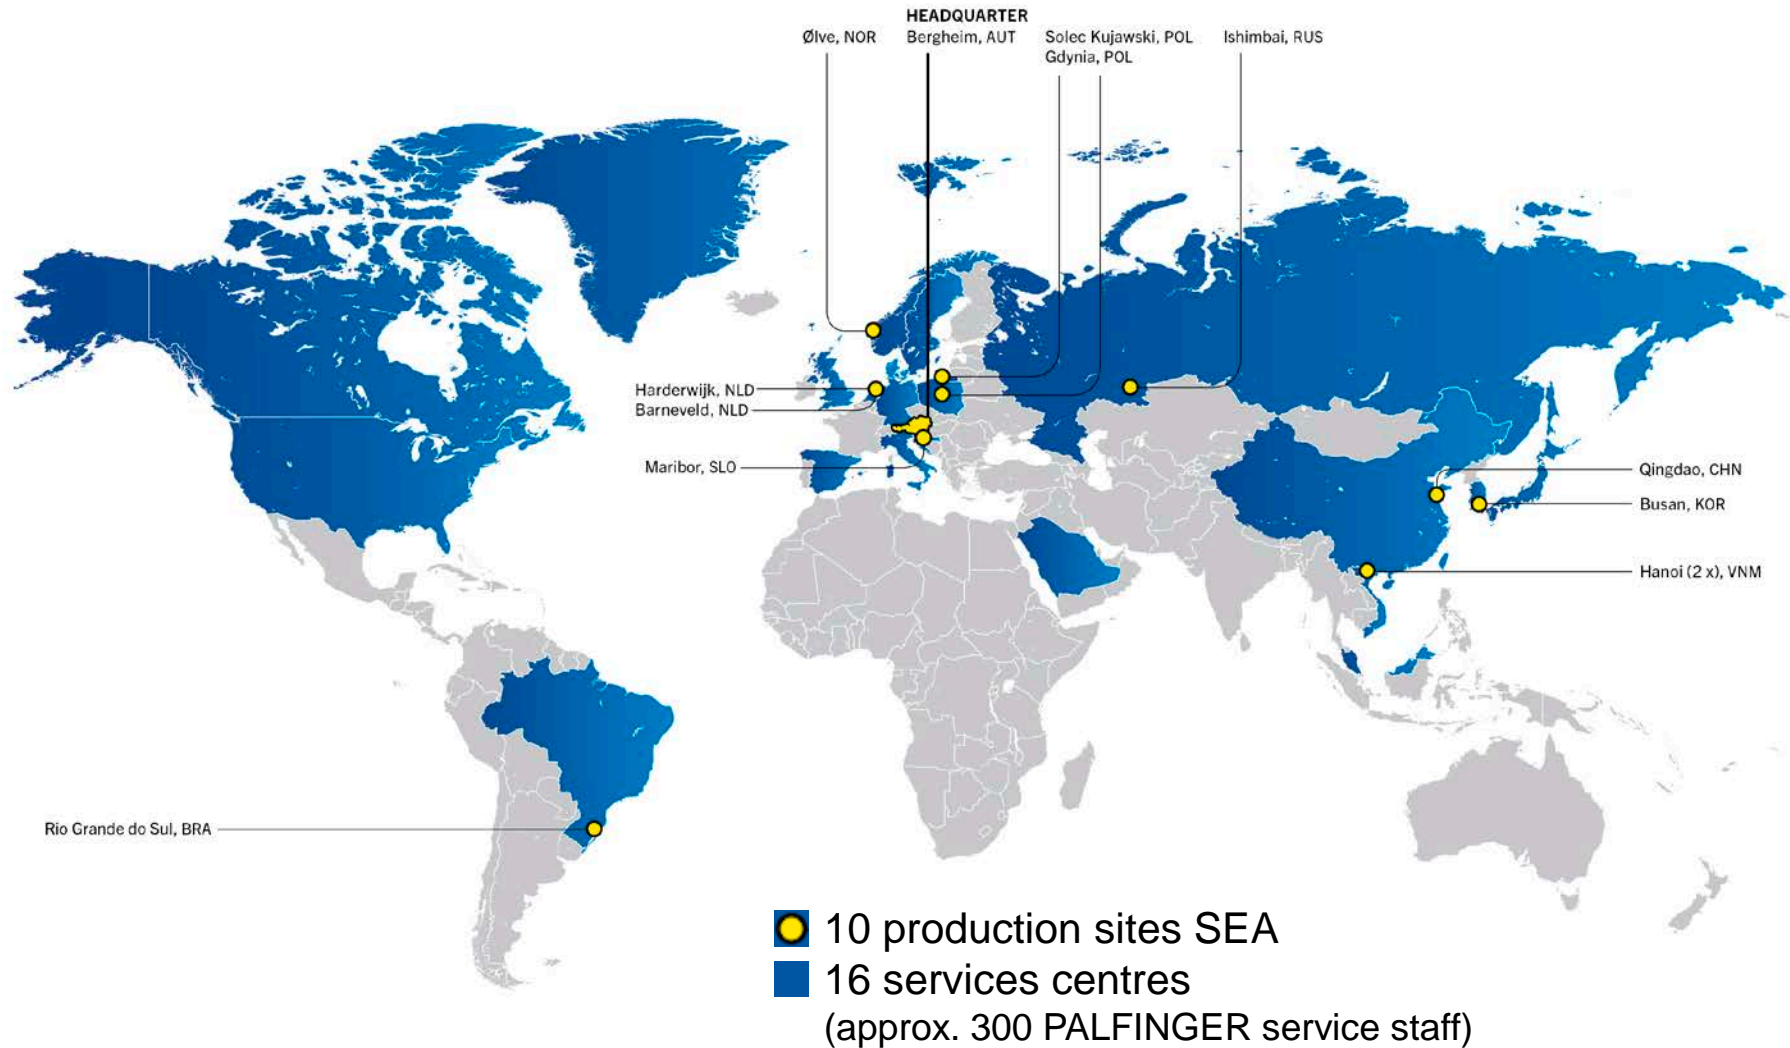 HEADQUARTER
Ølve, NOR
Bergheim, AUT
Solec Kujawski, POL
Gdynia, POL
Ishimbai, RUS
Harderwijk, NLD
Barneveld, NLD
Maribor, SLO
Qingdao, CHN
Busan, KOR
Hanoi (2 x), VNM
Rio Grande do Sul, BRA
10 production sites SEA
16 services centres
(approx. 300 PALFINGER service staff)